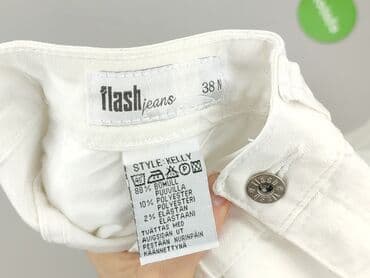 flash jeans
38 N
STYLE: KELLY
88% BOMULL
PUUVILLA
10% POLYESTER
POLYESTERI
2% ELASTAN
ELASTAANI
TUOTTAS MED
AVIGSIDAN UT
PESTÄÄN NURINPÄIN
KÄÄNNETTYNÄ